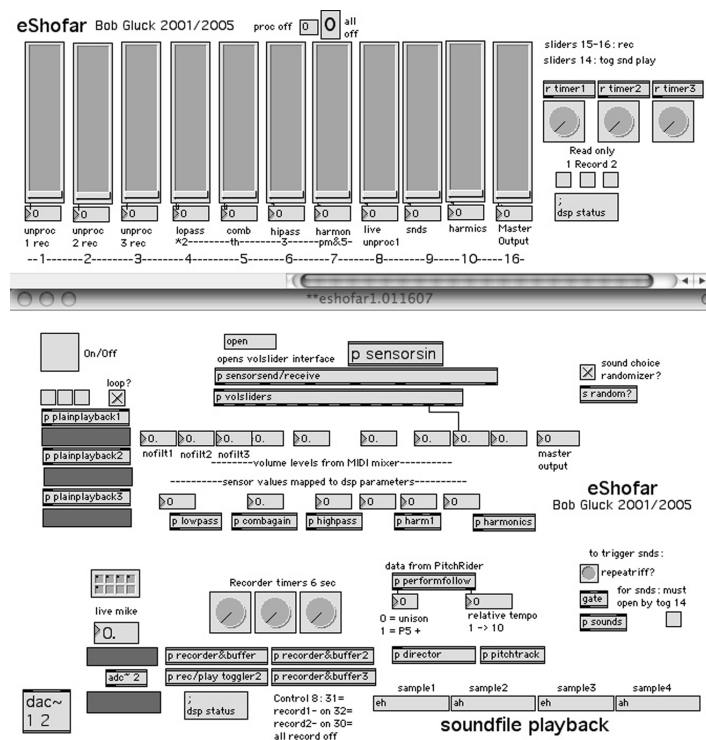 eShofar Bob Gluck 2001/2005
proc off 0 0 all off
sliders 15-16: rec
sliders 14: tog snd play
r timer1 r timer2 r timer3
Read only
1 Record 2
;
dsp status
0 0 0 0 0 0 0 0 0 0 0
unproc unproc unproc lopass comb hipass harmon live snds harmics Master
1 rec 2 rec 3 rec *2--------th-------3------pm&5- unproc1 Output
--1------2------3-------4-------5------6------7-------8-------9-----10----16-
**eshofar1.011607
On/Off
open
opens volslider interface
p sensorsin
p sensorsend/receive
p volsliders
sound choice
randomizer?
s random?
loop?
p plainplayback1
p plainplayback2
p plainplayback3
0. 0. 0. 0. 0. 0. 0. 0. 0. 0
nofilt1 nofilt2 nofilt3
master
output
--------volume levels from MIDI mixer----------
----------sensor values mapped to dsp parameters----------
0 0. 0 0 0 0
p lowpass p combagain p highpass p harm1 p harmonics
eShofar
Bob Gluck 2001/2005
live mike
0.
adc~ 2
dac~
1 2
Recorder timers 6 sec
p recorder&buffer p recorder&buffer2
p rec/play toggler2 p recorder&buffer3
;
dsp status
Control 8: 31=
record1- on 32=
record2- on 30=
all record off
data from PitchRider
p performfollow
0 0
0 = unison
1 = P5 +
relative tempo
1 -> 10
p director p pitchtrack
to trigger snds:
repeatriff?
gate
for snds: must
open by tog 14
p sounds
sample1 sample2 sample3 sample4
eh ah eh ah
soundfile playback